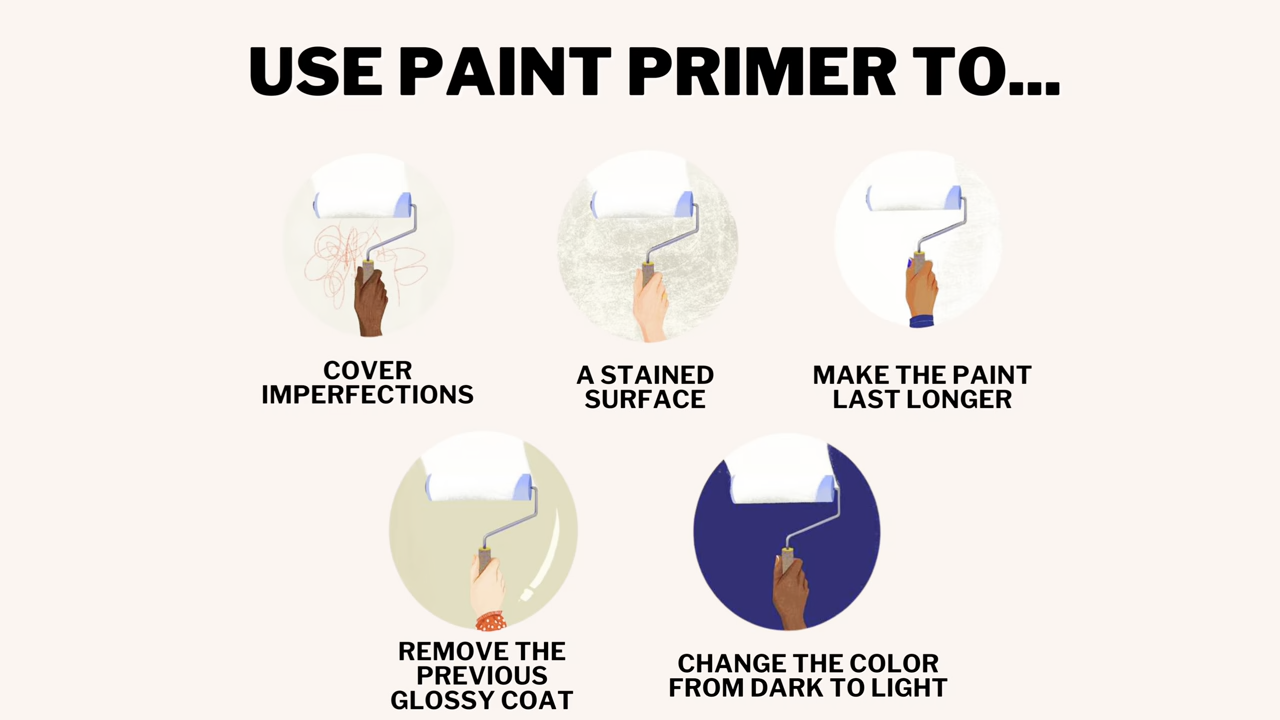 USE PAINT PRIMER TO...
COVER
IMPERFECTIONS
A STAINED
SURFACE
MAKE THE PAINT
LAST LONGER
REMOVE THE
PREVIOUS
GLOSSY COAT
CHANGE THE COLOR
FROM DARK TO LIGHT